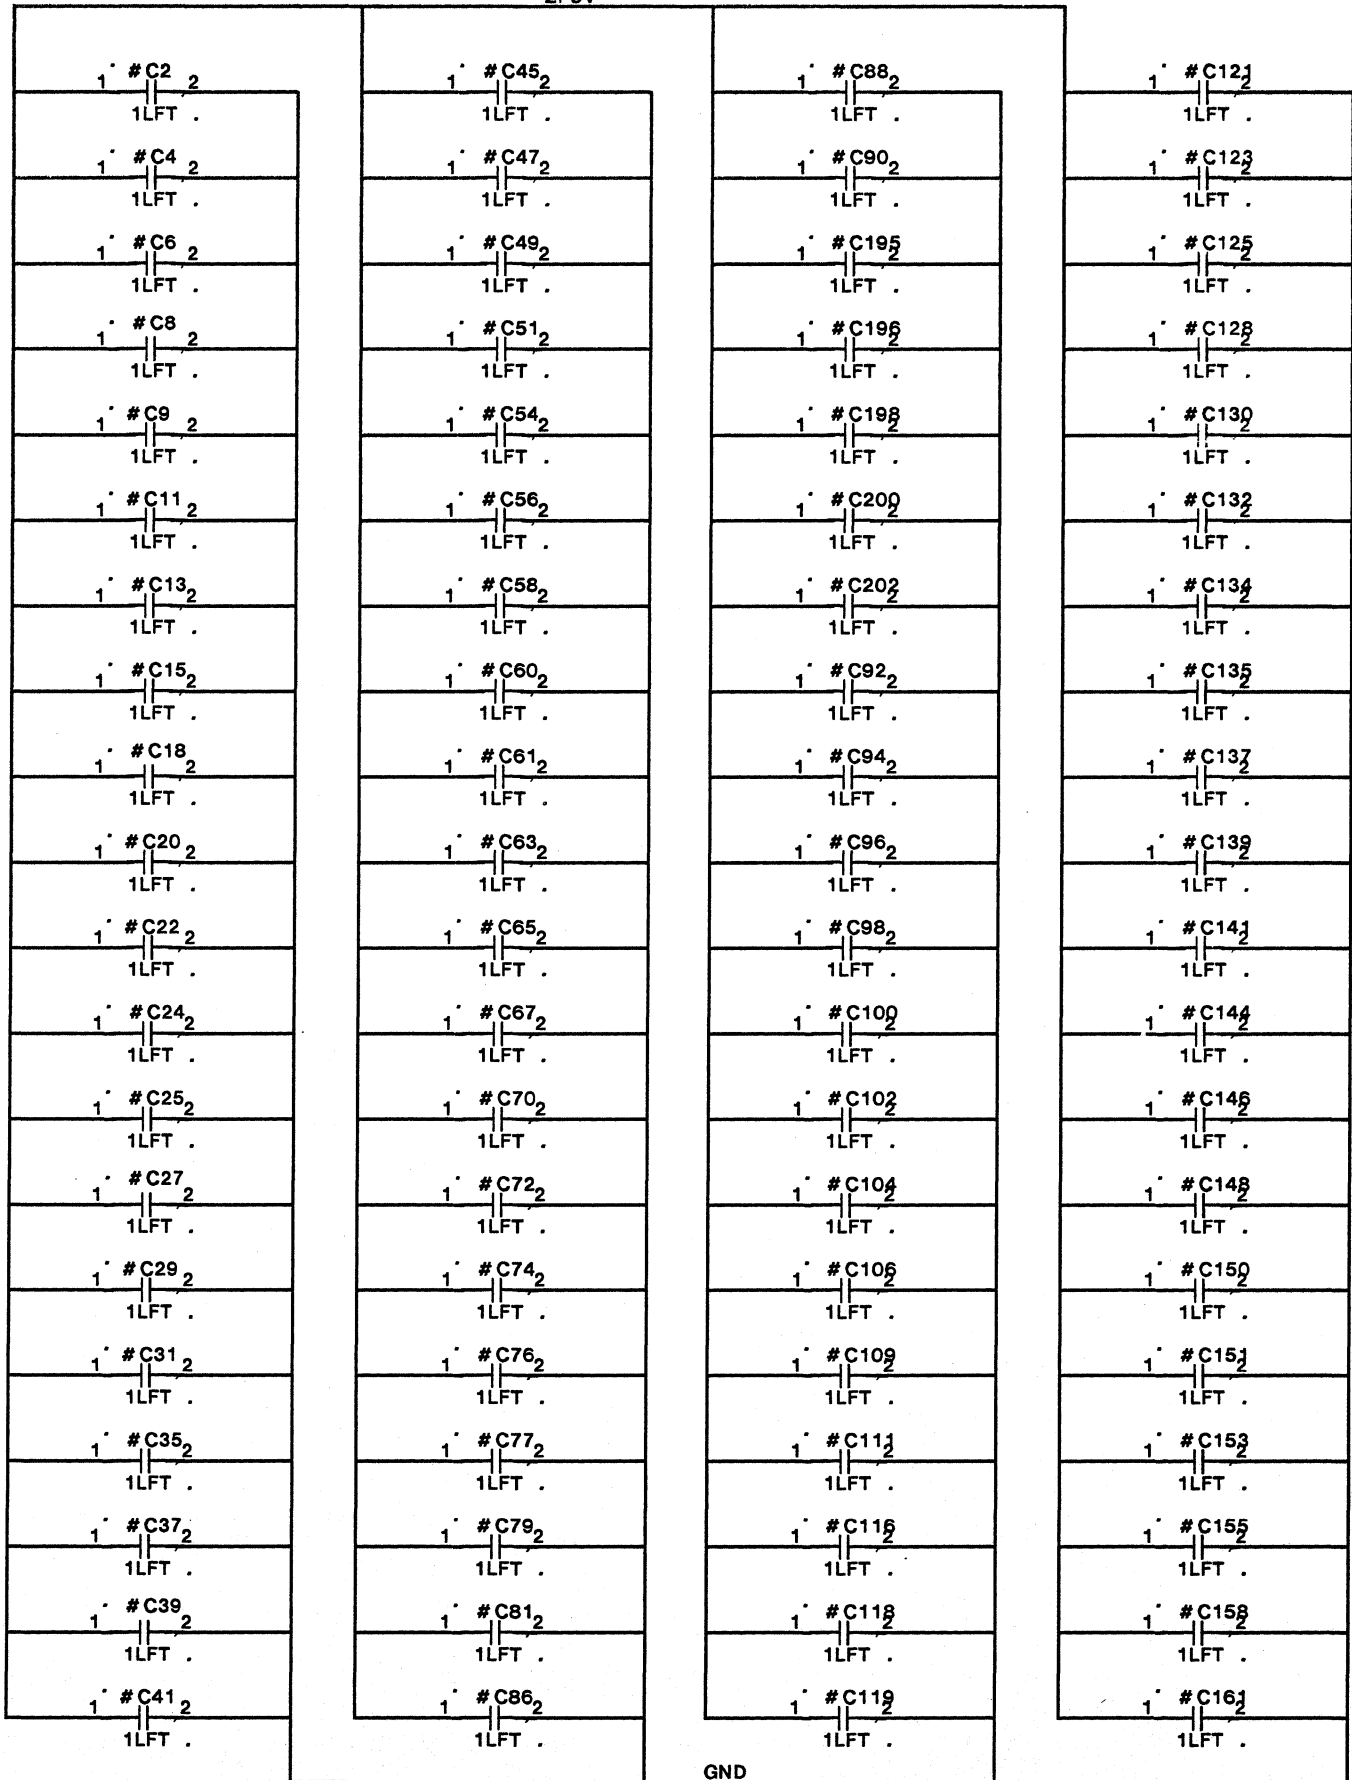 1 #C2 2 1 #C45 2 1 #C88 2 1 #C121 2
1LFT . 1LFT . 1LFT . 1LFT .
1 #C4 2 1 #C47 2 1 #C90 2 1 #C123 2
1LFT . 1LFT . 1LFT . 1LFT .
1 #C6 2 1 #C49 2 1 #C195 2 1 #C125 2
1LFT . 1LFT . 1LFT . 1LFT .
1 #C8 2 1 #C51 2 1 #C196 2 1 #C128 2
1LFT . 1LFT . 1LFT . 1LFT .
1 #C9 2 1 #C54 2 1 #C198 2 1 #C130 2
1LFT . 1LFT . 1LFT . 1LFT .
1 #C11 2 1 #C56 2 1 #C200 2 1 #C132 2
1LFT . 1LFT . 1LFT . 1LFT .
1 #C13 2 1 #C58 2 1 #C202 2 1 #C134 2
1LFT . 1LFT . 1LFT . 1LFT .
1 #C15 2 1 #C60 2 1 #C92 2 1 #C135 2
1LFT . 1LFT . 1LFT . 1LFT .
1 #C18 2 1 #C61 2 1 #C94 2 1 #C137 2
1LFT . 1LFT . 1LFT . 1LFT .
1 #C20 2 1 #C63 2 1 #C96 2 1 #C139 2
1LFT . 1LFT . 1LFT . 1LFT .
1 #C22 2 1 #C65 2 1 #C98 2 1 #C141 2
1LFT . 1LFT . 1LFT . 1LFT .
1 #C24 2 1 #C67 2 1 #C100 2 1 #C144 2
1LFT . 1LFT . 1LFT . 1LFT .
1 #C25 2 1 #C70 2 1 #C102 2 1 #C146 2
1LFT . 1LFT . 1LFT . 1LFT .
1 #C27 2 1 #C72 2 1 #C104 2 1 #C148 2
1LFT . 1LFT . 1LFT . 1LFT .
1 #C29 2 1 #C74 2 1 #C106 2 1 #C150 2
1LFT . 1LFT . 1LFT . 1LFT .
1 #C31 2 1 #C76 2 1 #C109 2 1 #C151 2
1LFT . 1LFT . 1LFT . 1LFT .
1 #C35 2 1 #C77 2 1 #C111 2 1 #C153 2
1LFT . 1LFT . 1LFT . 1LFT .
1 #C37 2 1 #C79 2 1 #C116 2 1 #C155 2
1LFT . 1LFT . 1LFT . 1LFT .
1 #C39 2 1 #C81 2 1 #C118 2 1 #C158 2
1LFT . 1LFT . 1LFT . 1LFT .
1 #C41 2 1 #C86 2 1 #C119 2 1 #C161 2
1LFT . 1LFT . 1LFT . 1LFT .
GND